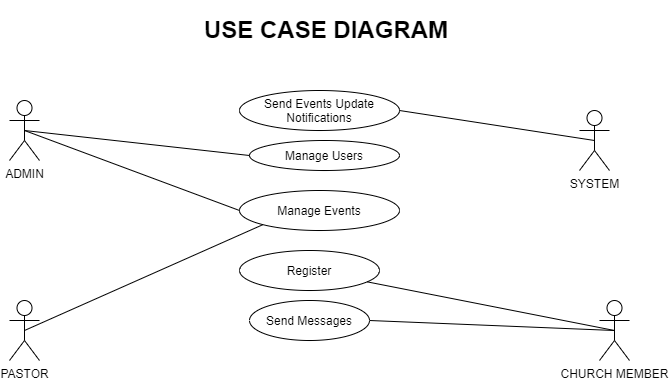 USE CASE DIAGRAM
Send Events Update
Notifications
Manage Users
ADMIN
SYSTEM
Manage Events
Register
Send Messages
PASTOR
CHURCH MEMBER